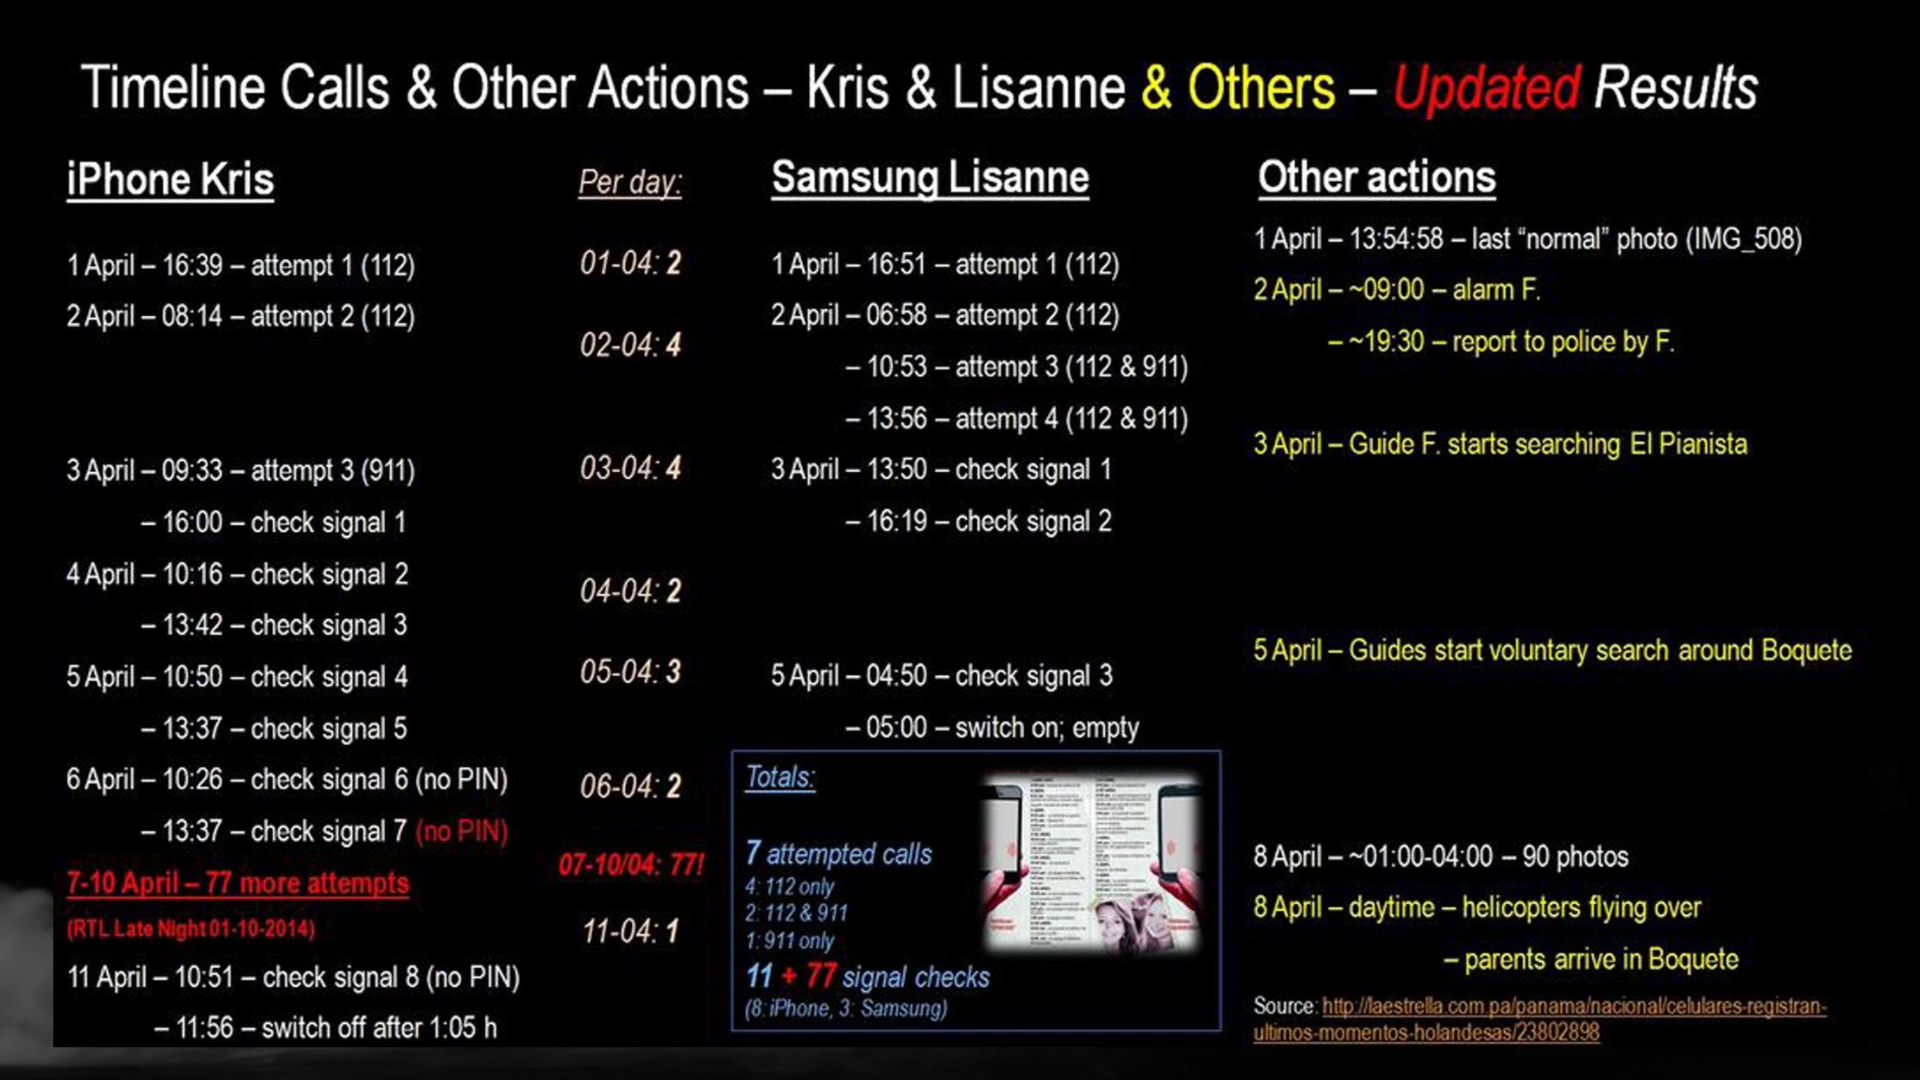 Timeline Calls & Other Actions – Kris & Lisanne & Others – Updated Results
iPhone Kris
1 April – 16:39 – attempt 1 (112)
2 April – 08:14 – attempt 2 (112)
3 April – 09:33 – attempt 3 (911)
– 16:00 – check signal 1
4 April – 10:16 – check signal 2
– 13:42 – check signal 3
5 April – 10:50 – check signal 4
– 13:37 – check signal 5
6 April – 10:26 – check signal 6 (no PIN)
– 13:37 – check signal 7 (no PIN)
7-10 April – 77 more attempts
(RTL Late Night 01-10-2014)
11 April – 10:51 – check signal 8 (no PIN)
– 11:56 – switch off after 1:05 h
Per day:
01-04: 2
02-04: 4
03-04: 4
04-04: 2
05-04: 3
06-04: 2
07-10/04: 77!
11-04: 1
Samsung Lisanne
1 April – 16:51 – attempt 1 (112)
2 April – 06:58 – attempt 2 (112)
– 10:53 – attempt 3 (112 & 911)
– 13:56 – attempt 4 (112 & 911)
3 April – 13:50 – check signal 1
– 16:19 – check signal 2
5 April – 04:50 – check signal 3
– 05:00 – switch on; empty
Totals:
7 attempted calls
4: 112 only
2: 112 & 911
1: 911 only
11 + 77 signal checks
(8: iPhone, 3: Samsung)
Other actions
1 April – 13:54:58 – last “normal” photo (IMG_508)
2 April – ~09:00 – alarm F.
– ~19:30 – report to police by F.
3 April – Guide F. starts searching El Pianista
5 April – Guides start voluntary search around Boquete
8 April – ~01:00-04:00 – 90 photos
8 April – daytime – helicopters flying over
– parents arrive in Boquete
Source: http://laestrella.com.pa/panama/nacional/celulares-registran-
ultimos-momentos-holandesas/23802898